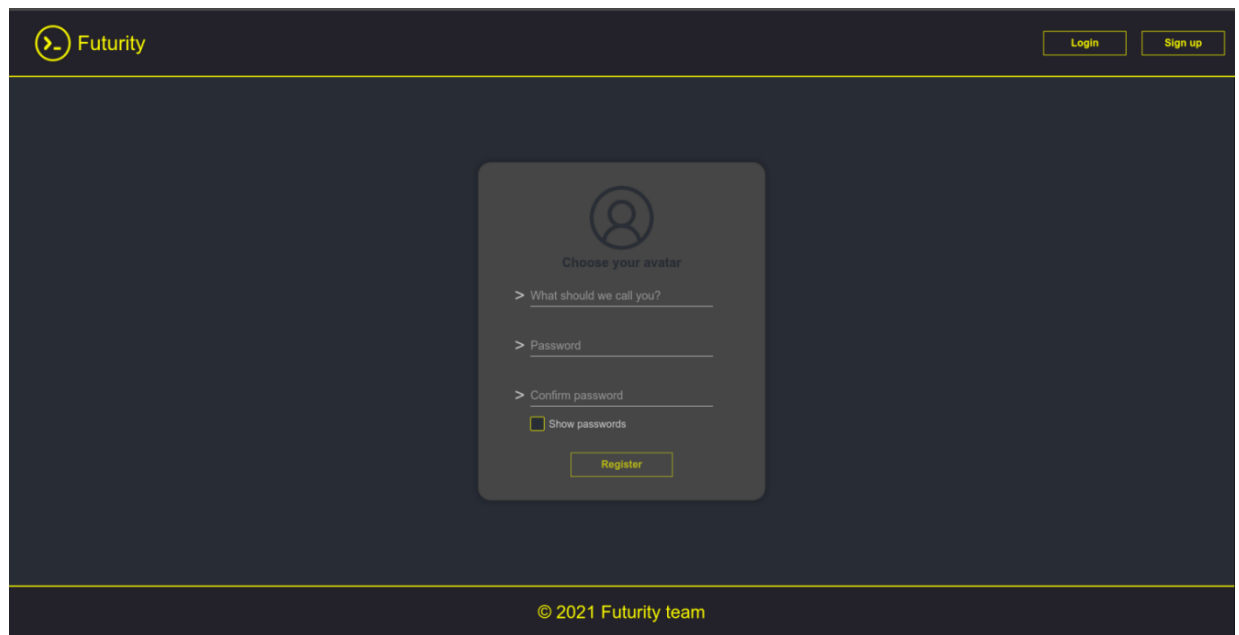 >_ Futurity
Login
Sign up
Choose your avatar
> What should we call you?
> Password
> Confirm password
Show passwords
Register
© 2021 Futurity team